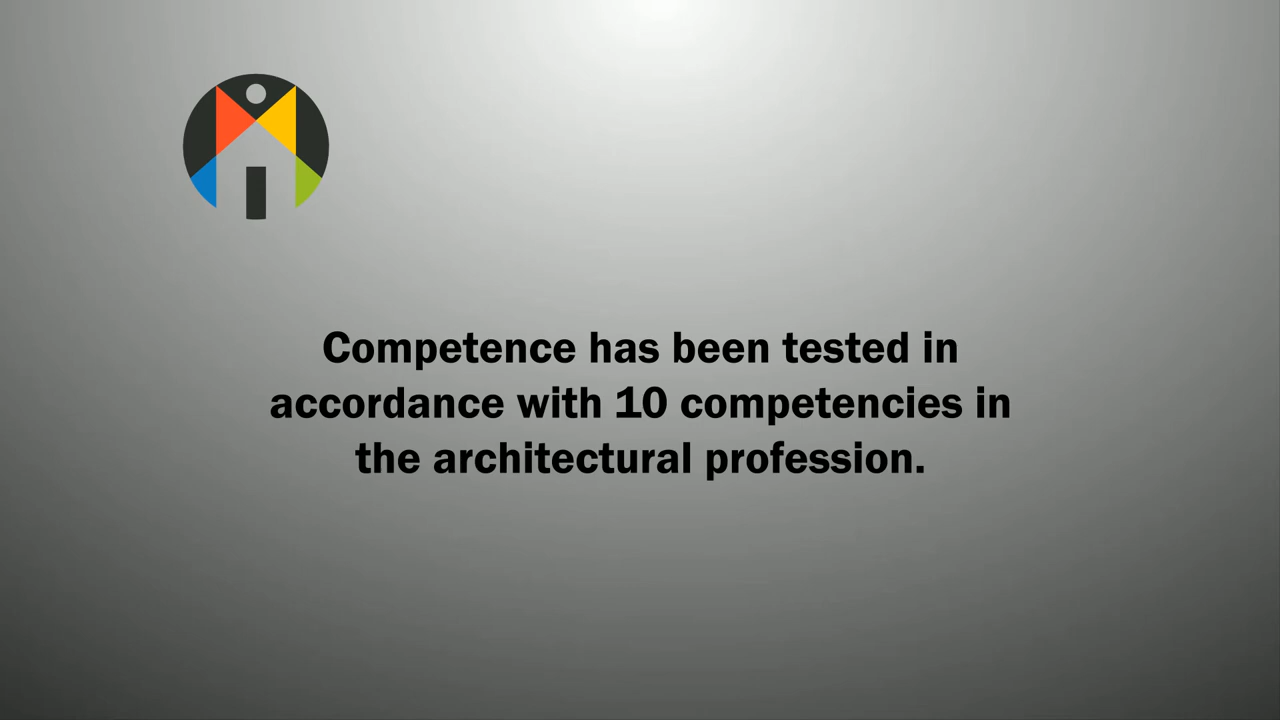 Competence has been tested in
accordance with 10 competencies in
the architectural profession.